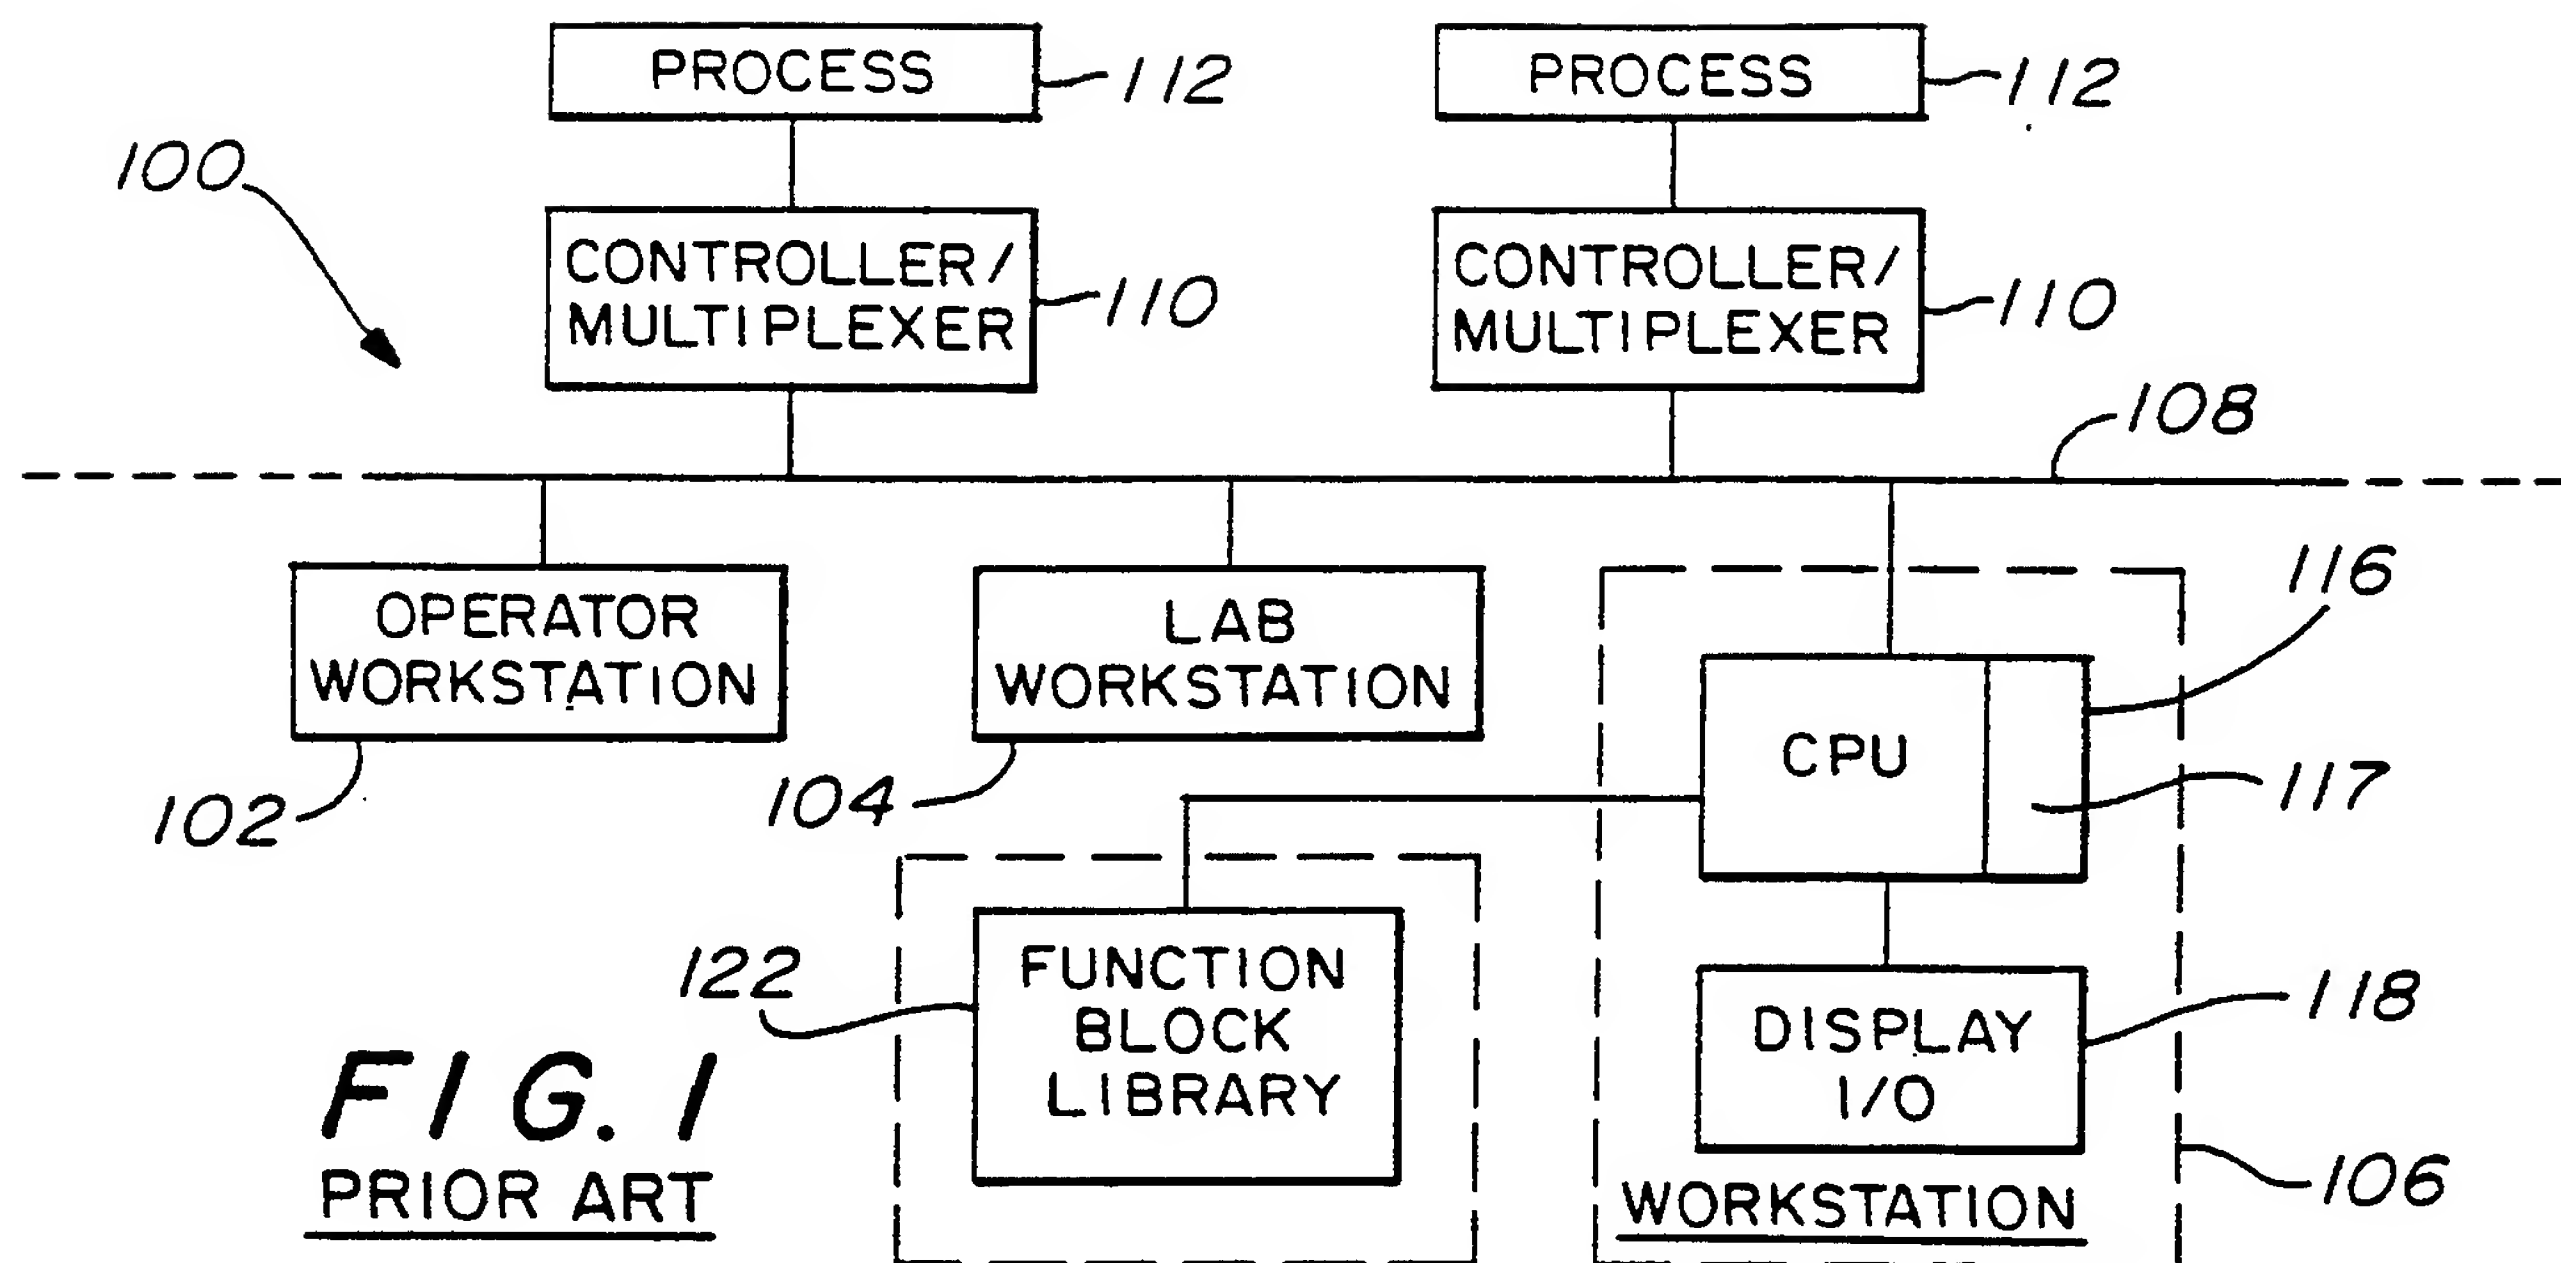 PROCESS
112
PROCESS
112
100
CONTROLLER/
MULTIPLEXER
110
CONTROLLER/
MULTIPLEXER
110
108
OPERATOR
WORKSTATION
102
LAB
WORKSTATION
104
CPU
116
117
FUNCTION
BLOCK
LIBRARY
122
DISPLAY
I/O
118
WORKSTATION
106
FIG. 1
PRIOR ART